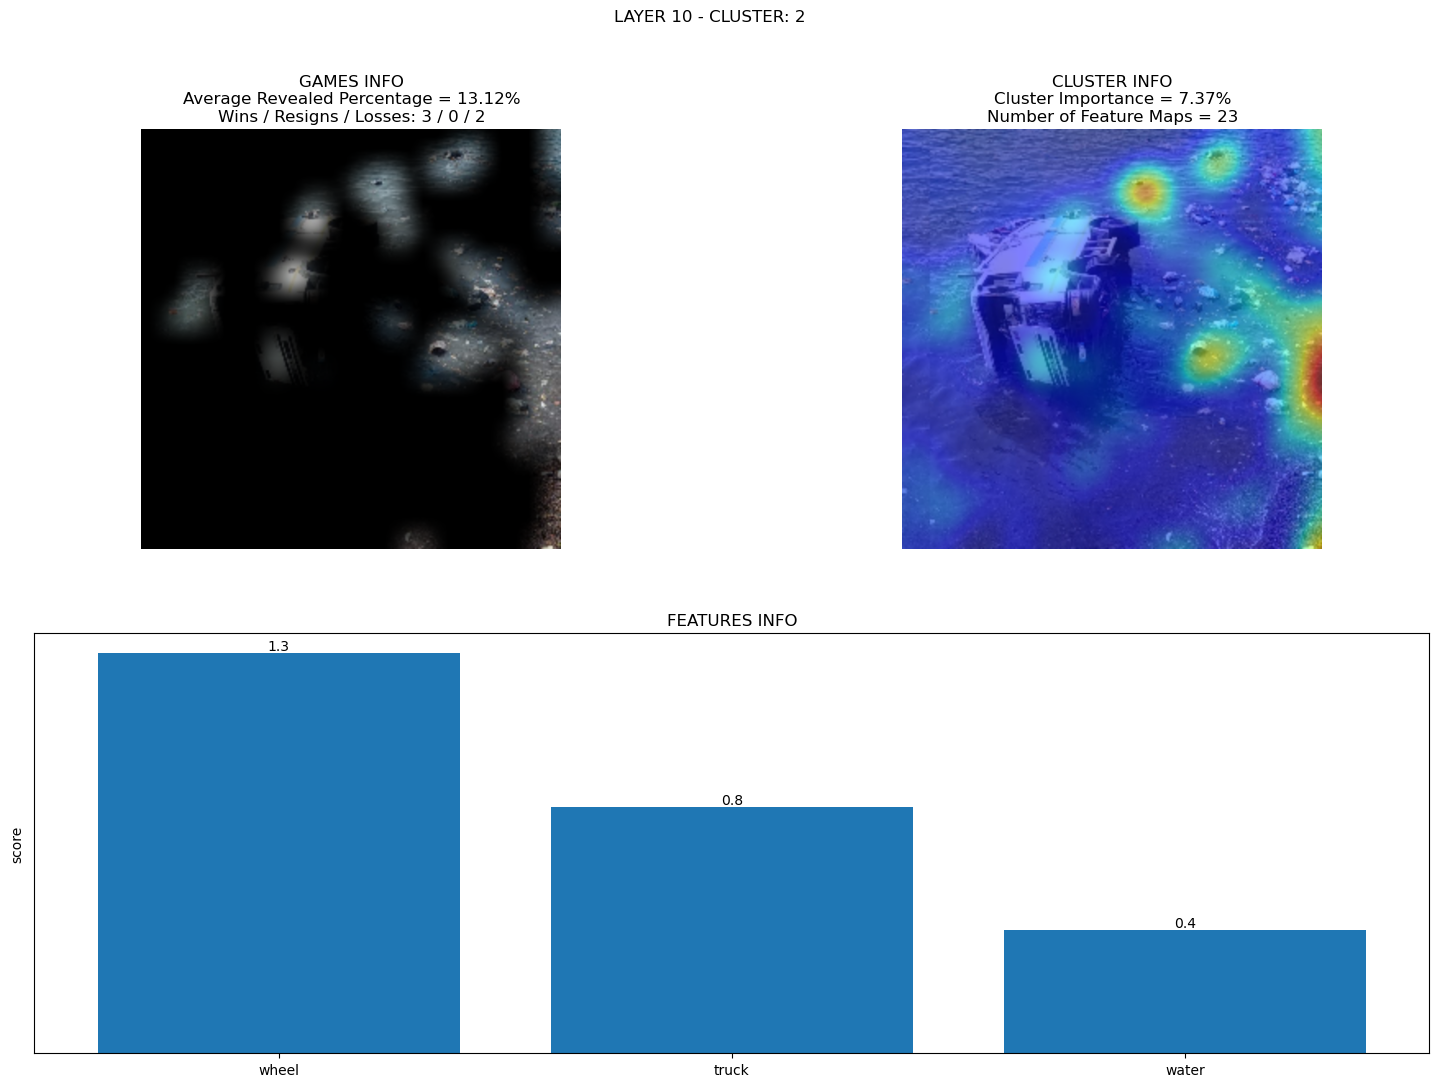 LAYER 10 - CLUSTER: 2
GAMES INFO
Average Revealed Percentage = 13.12%
Wins / Resigns / Losses: 3 / 0 / 2
CLUSTER INFO
Cluster Importance = 7.37%
Number of Feature Maps = 23
FEATURES INFO
score
1.3
0.8
0.4
wheel
truck
water